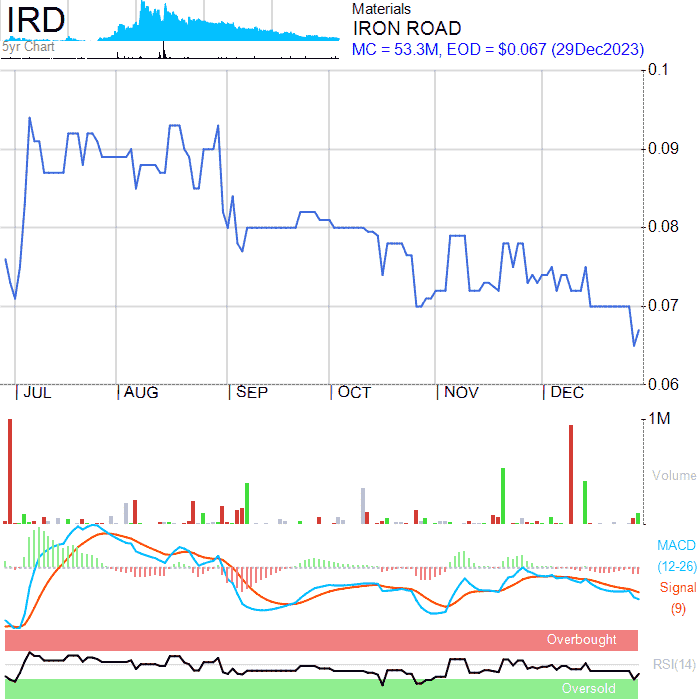 IRD
5yr Chart
Materials
IRON ROAD
MC = 53.3M, EOD = $0.067 (29Dec2023)
0.1
0.09
0.08
0.07
0.06
JUL AUG SEP OCT NOV DEC
1M
Volume
MACD
(12-26)
Signal
(9)
Overbought
RSI(14)
Oversold